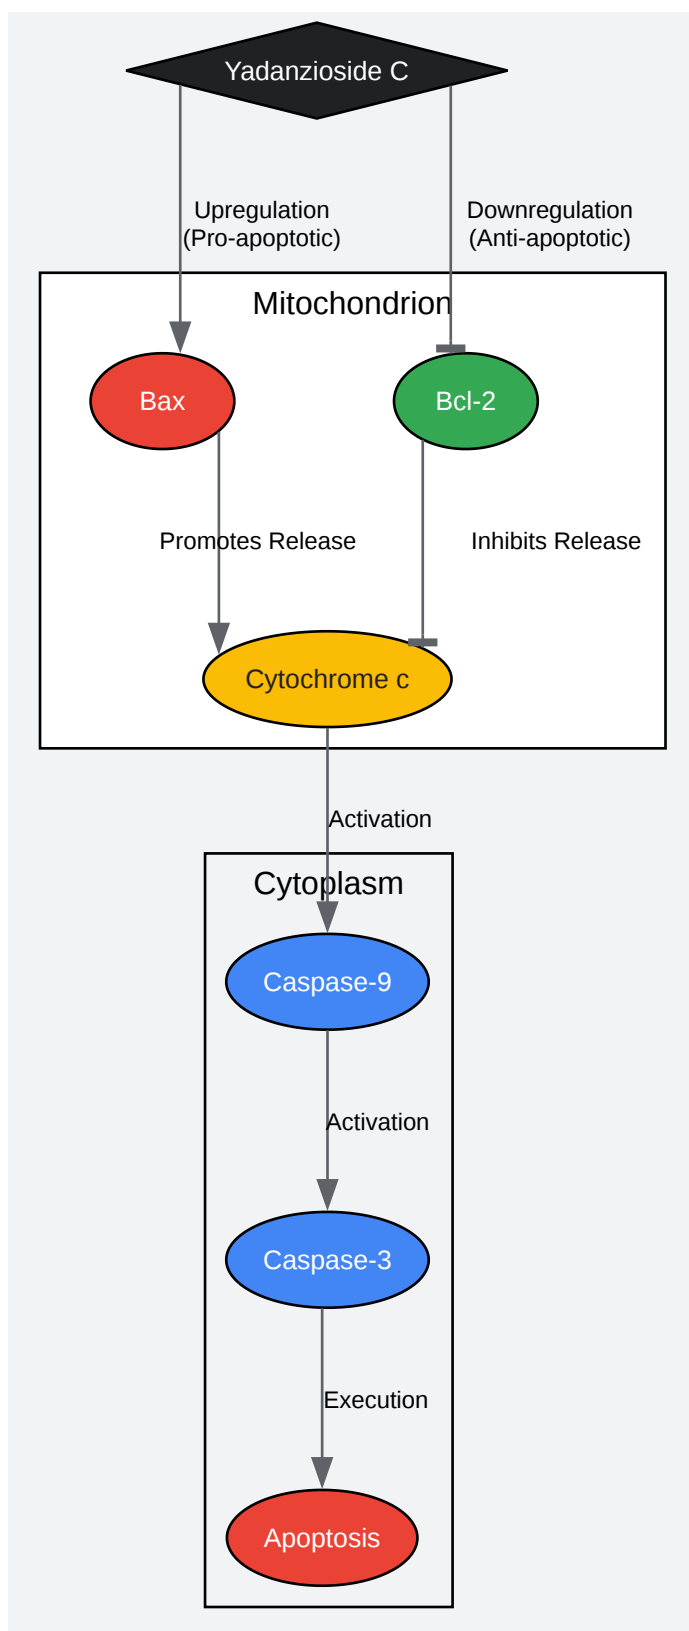 Yadanzioside C
Upregulation
(Pro-apoptotic)
Downregulation
(Anti-apoptotic)
Mitochondrion
Bax
Bcl-2
Promotes Release
Inhibits Release
Cytochrome c
Activation
Cytoplasm
Caspase-9
Activation
Caspase-3
Execution
Apoptosis